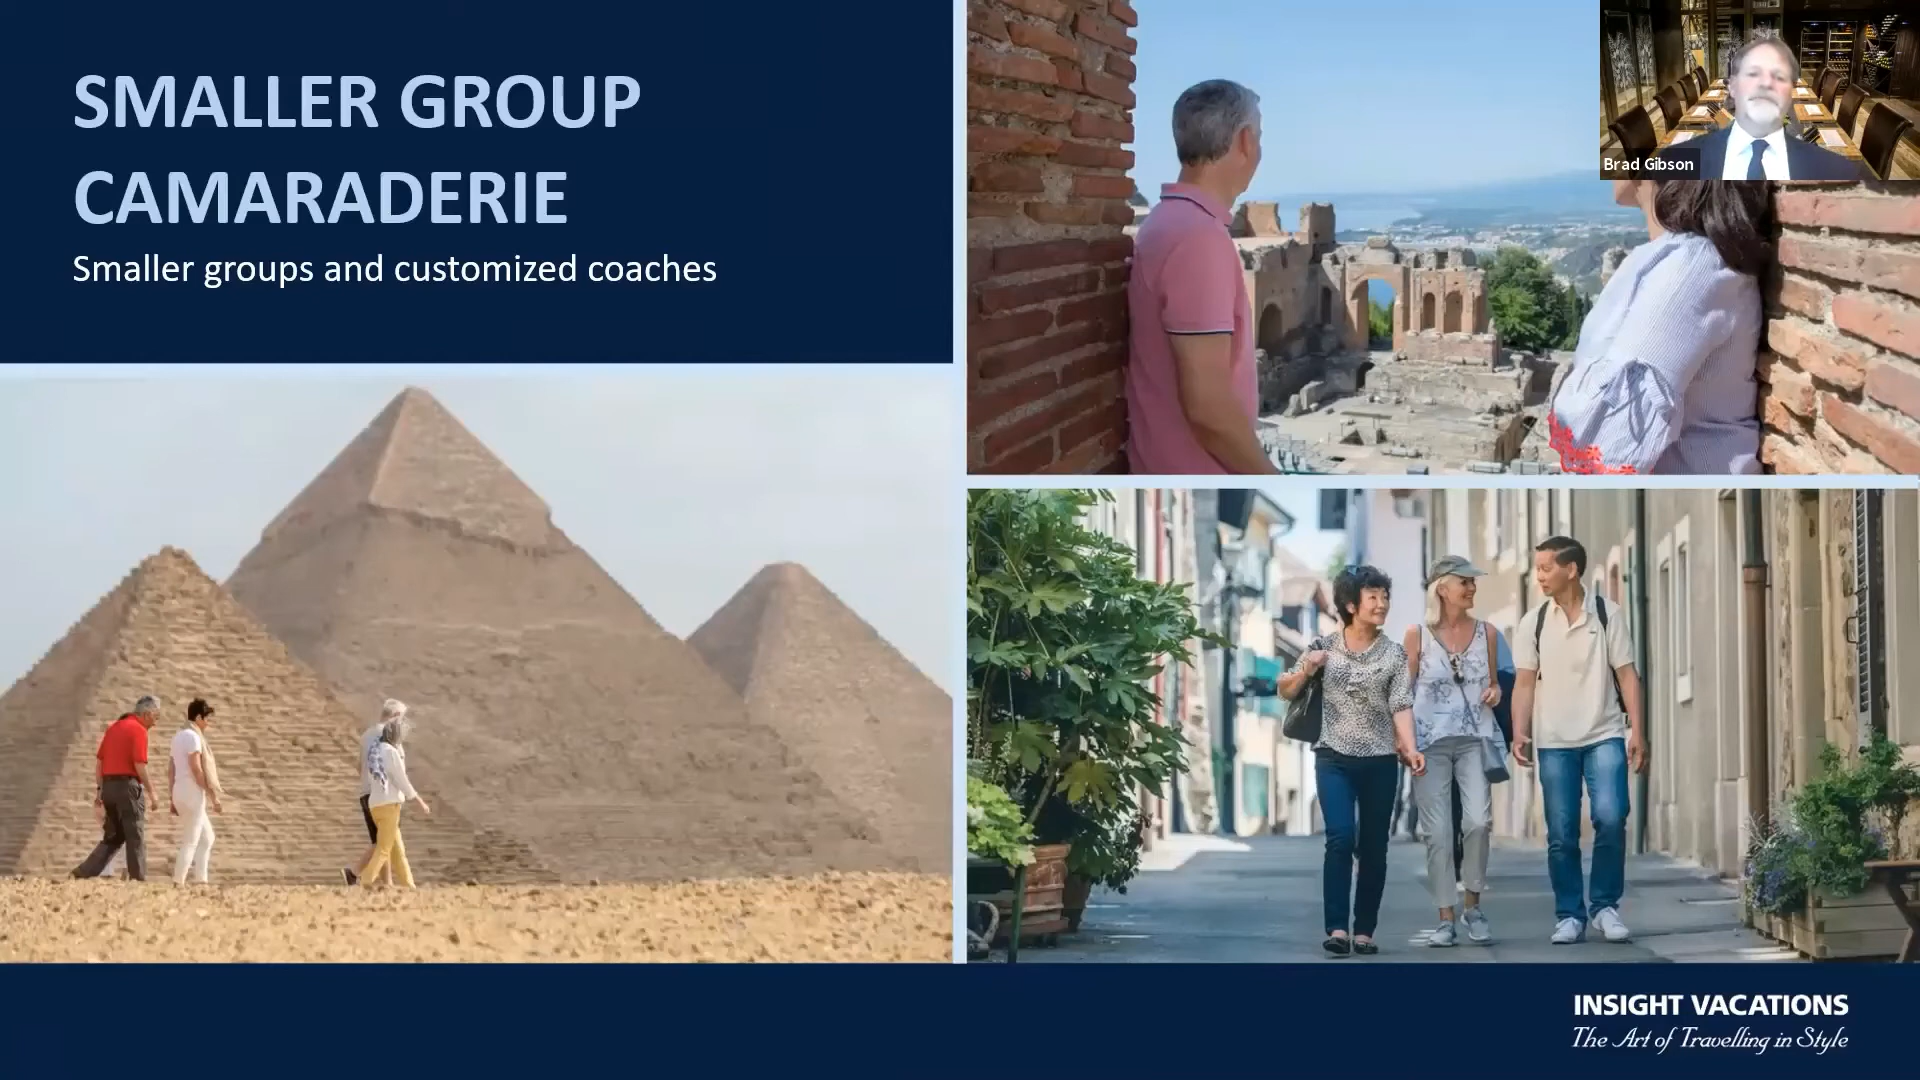 SMALLER GROUP
CAMARADERIE
Smaller groups and customized coaches
Brad Gibson
INSIGHT VACATIONS
The Art of Travelling in Style